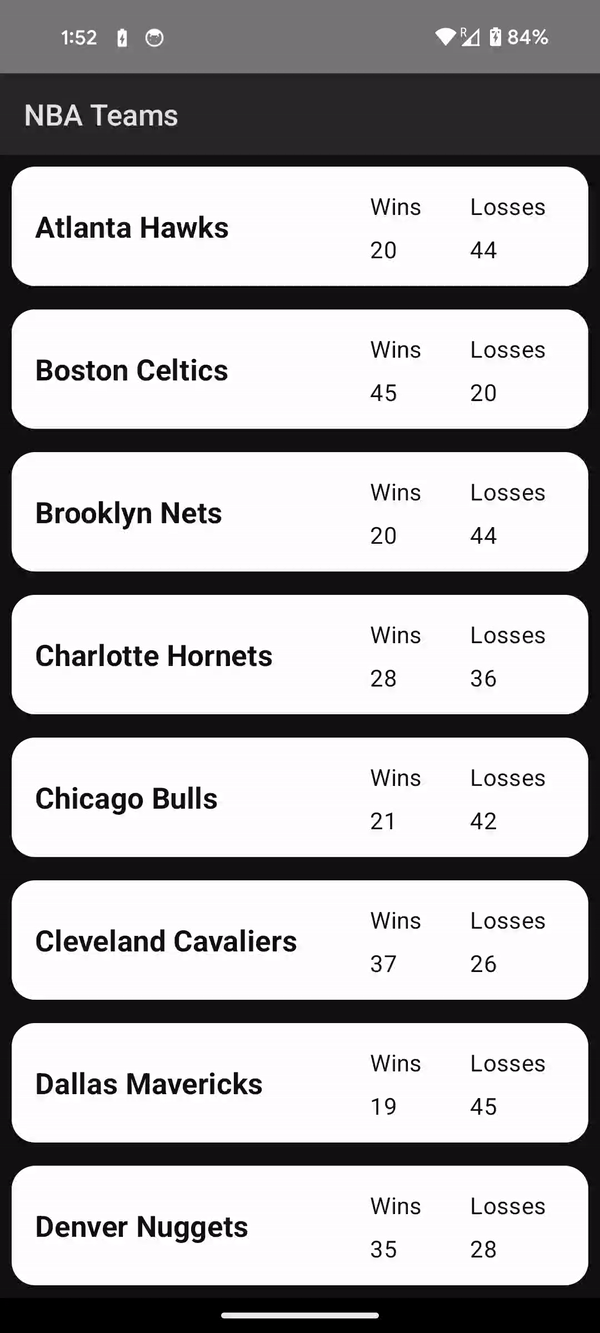 1:52
R
84%
NBA Teams
Wins Losses
Atlanta Hawks
20 44
Wins Losses
Boston Celtics
45 20
Wins Losses
Brooklyn Nets
20 44
Wins Losses
Charlotte Hornets
28 36
Wins Losses
Chicago Bulls
21 42
Wins Losses
Cleveland Cavaliers
37 26
Wins Losses
Dallas Mavericks
19 45
Wins Losses
Denver Nuggets
35 28